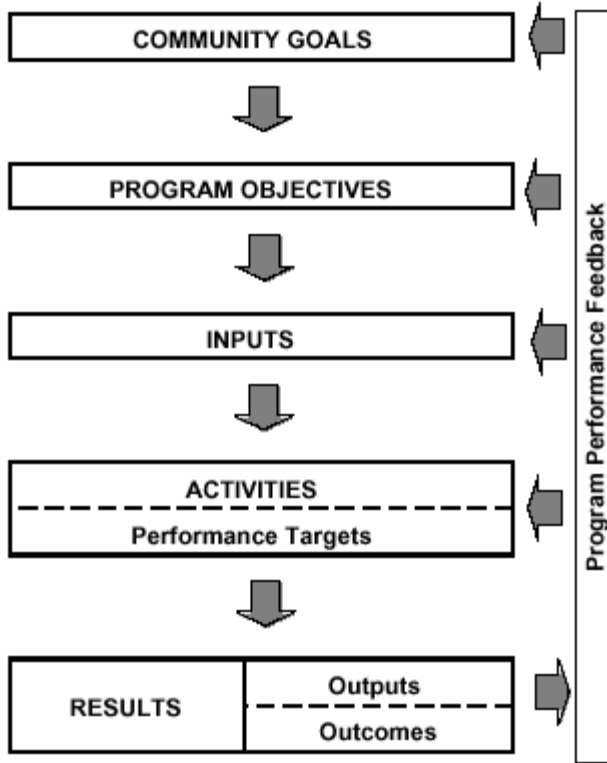 COMMUNITY GOALS
PROGRAM OBJECTIVES
INPUTS
ACTIVITIES
Performance Targets
RESULTS
Outputs
Outcomes
Program Performance Feedback